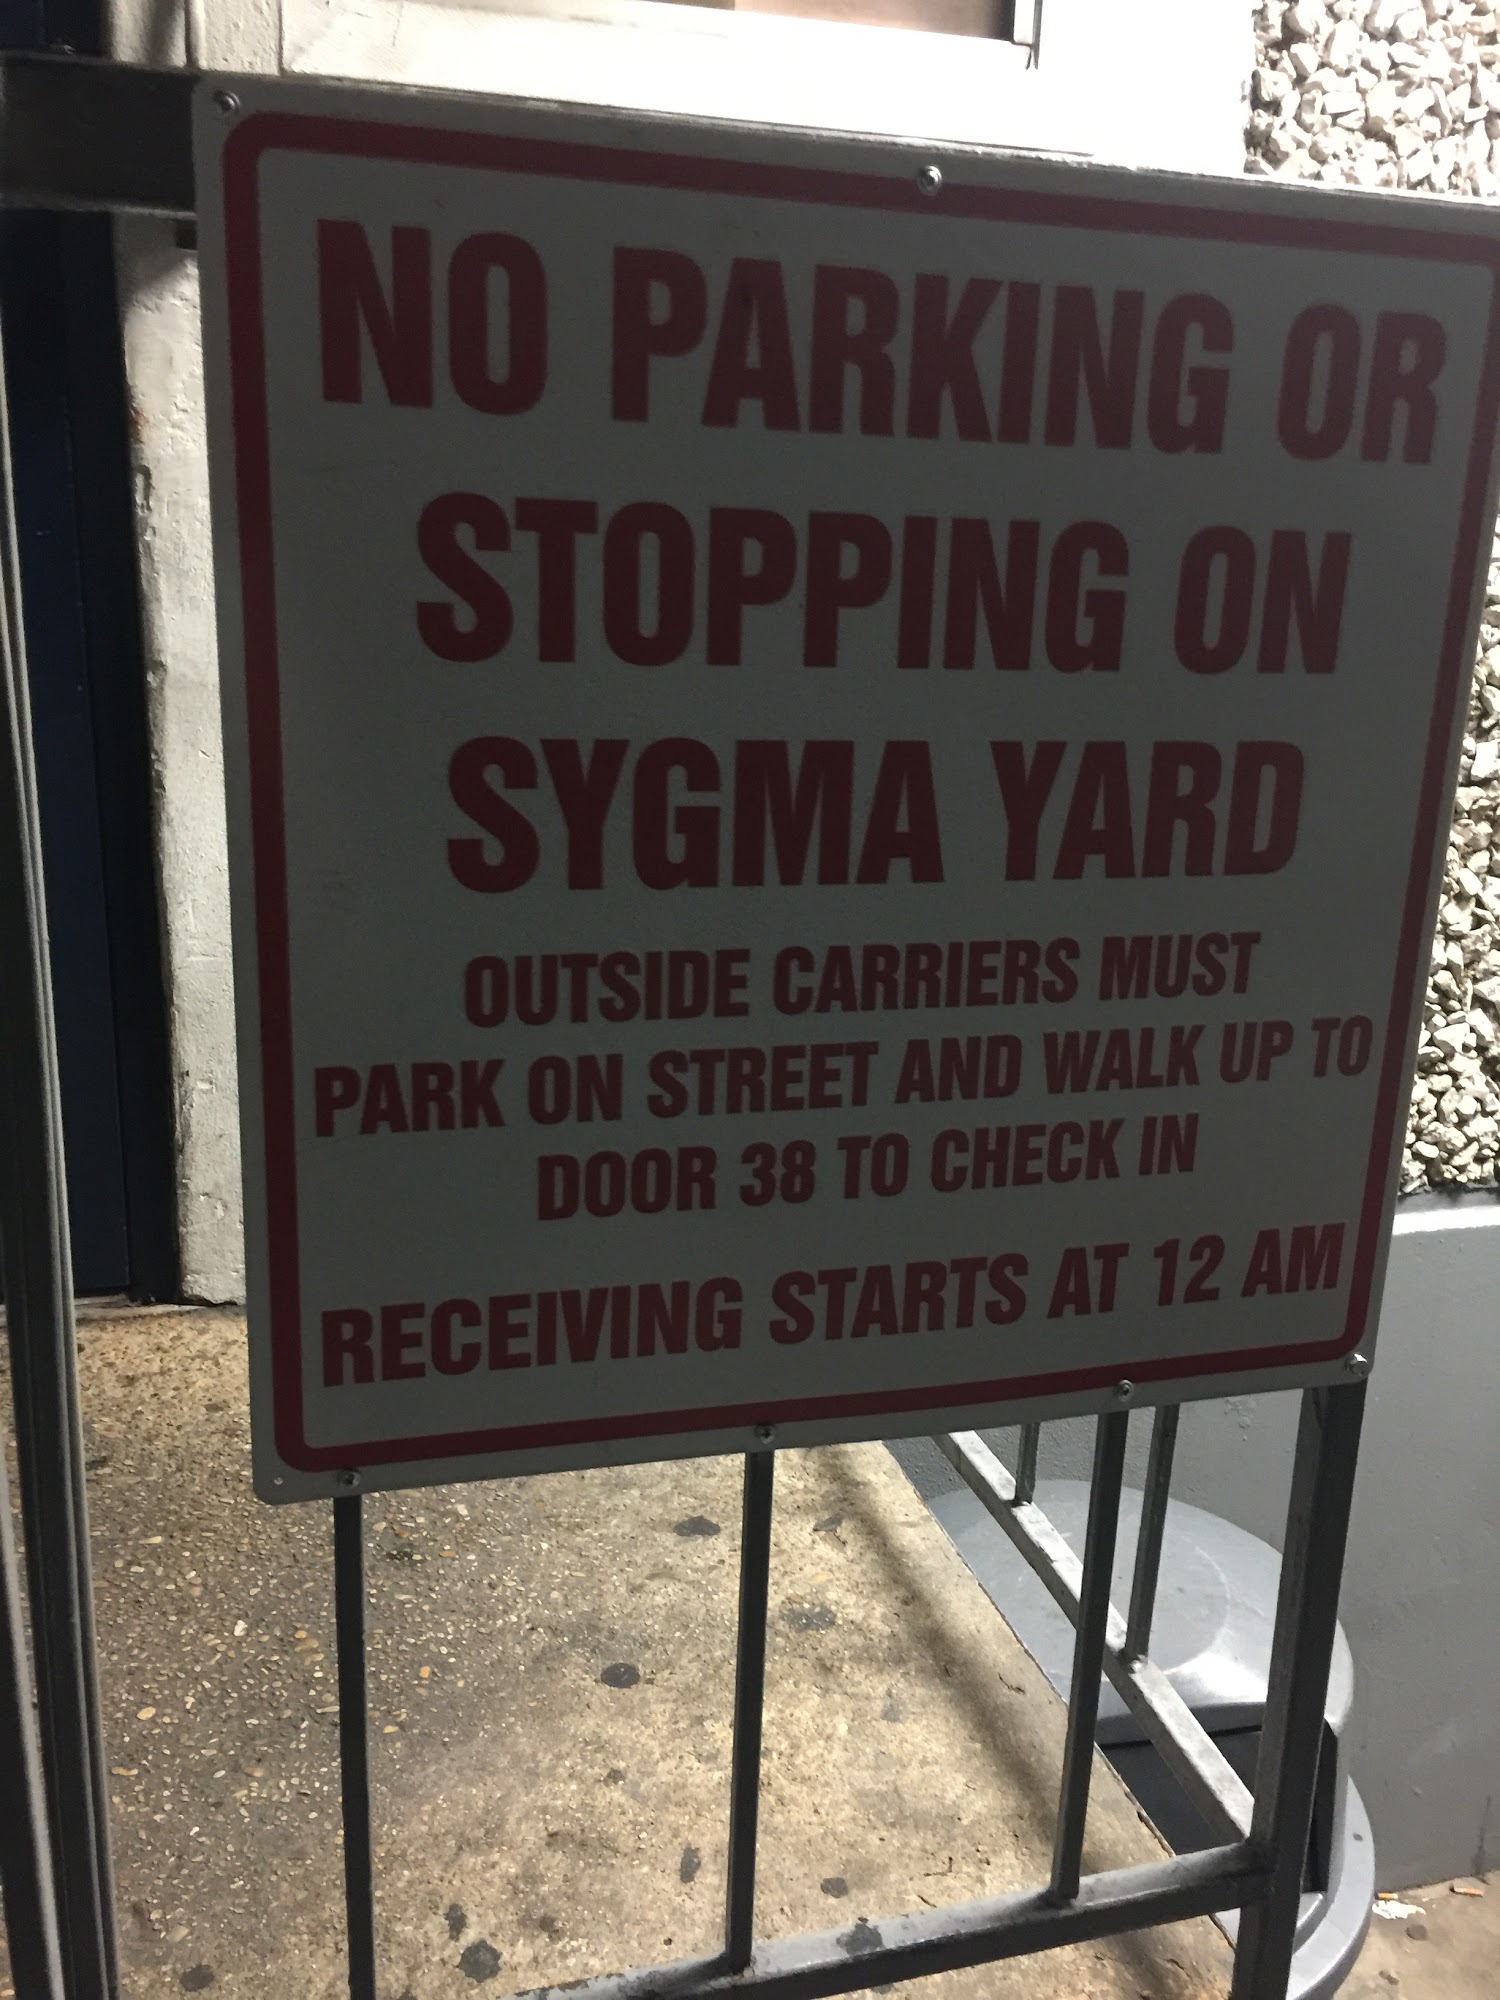 NO PARKING OR
STOPPING ON
SYGMA YARD
OUTSIDE CARRIERS MUST
PARK ON STREET AND WALK UP TO
DOOR 38 TO CHECK IN
RECEIVING STARTS AT 12 AM